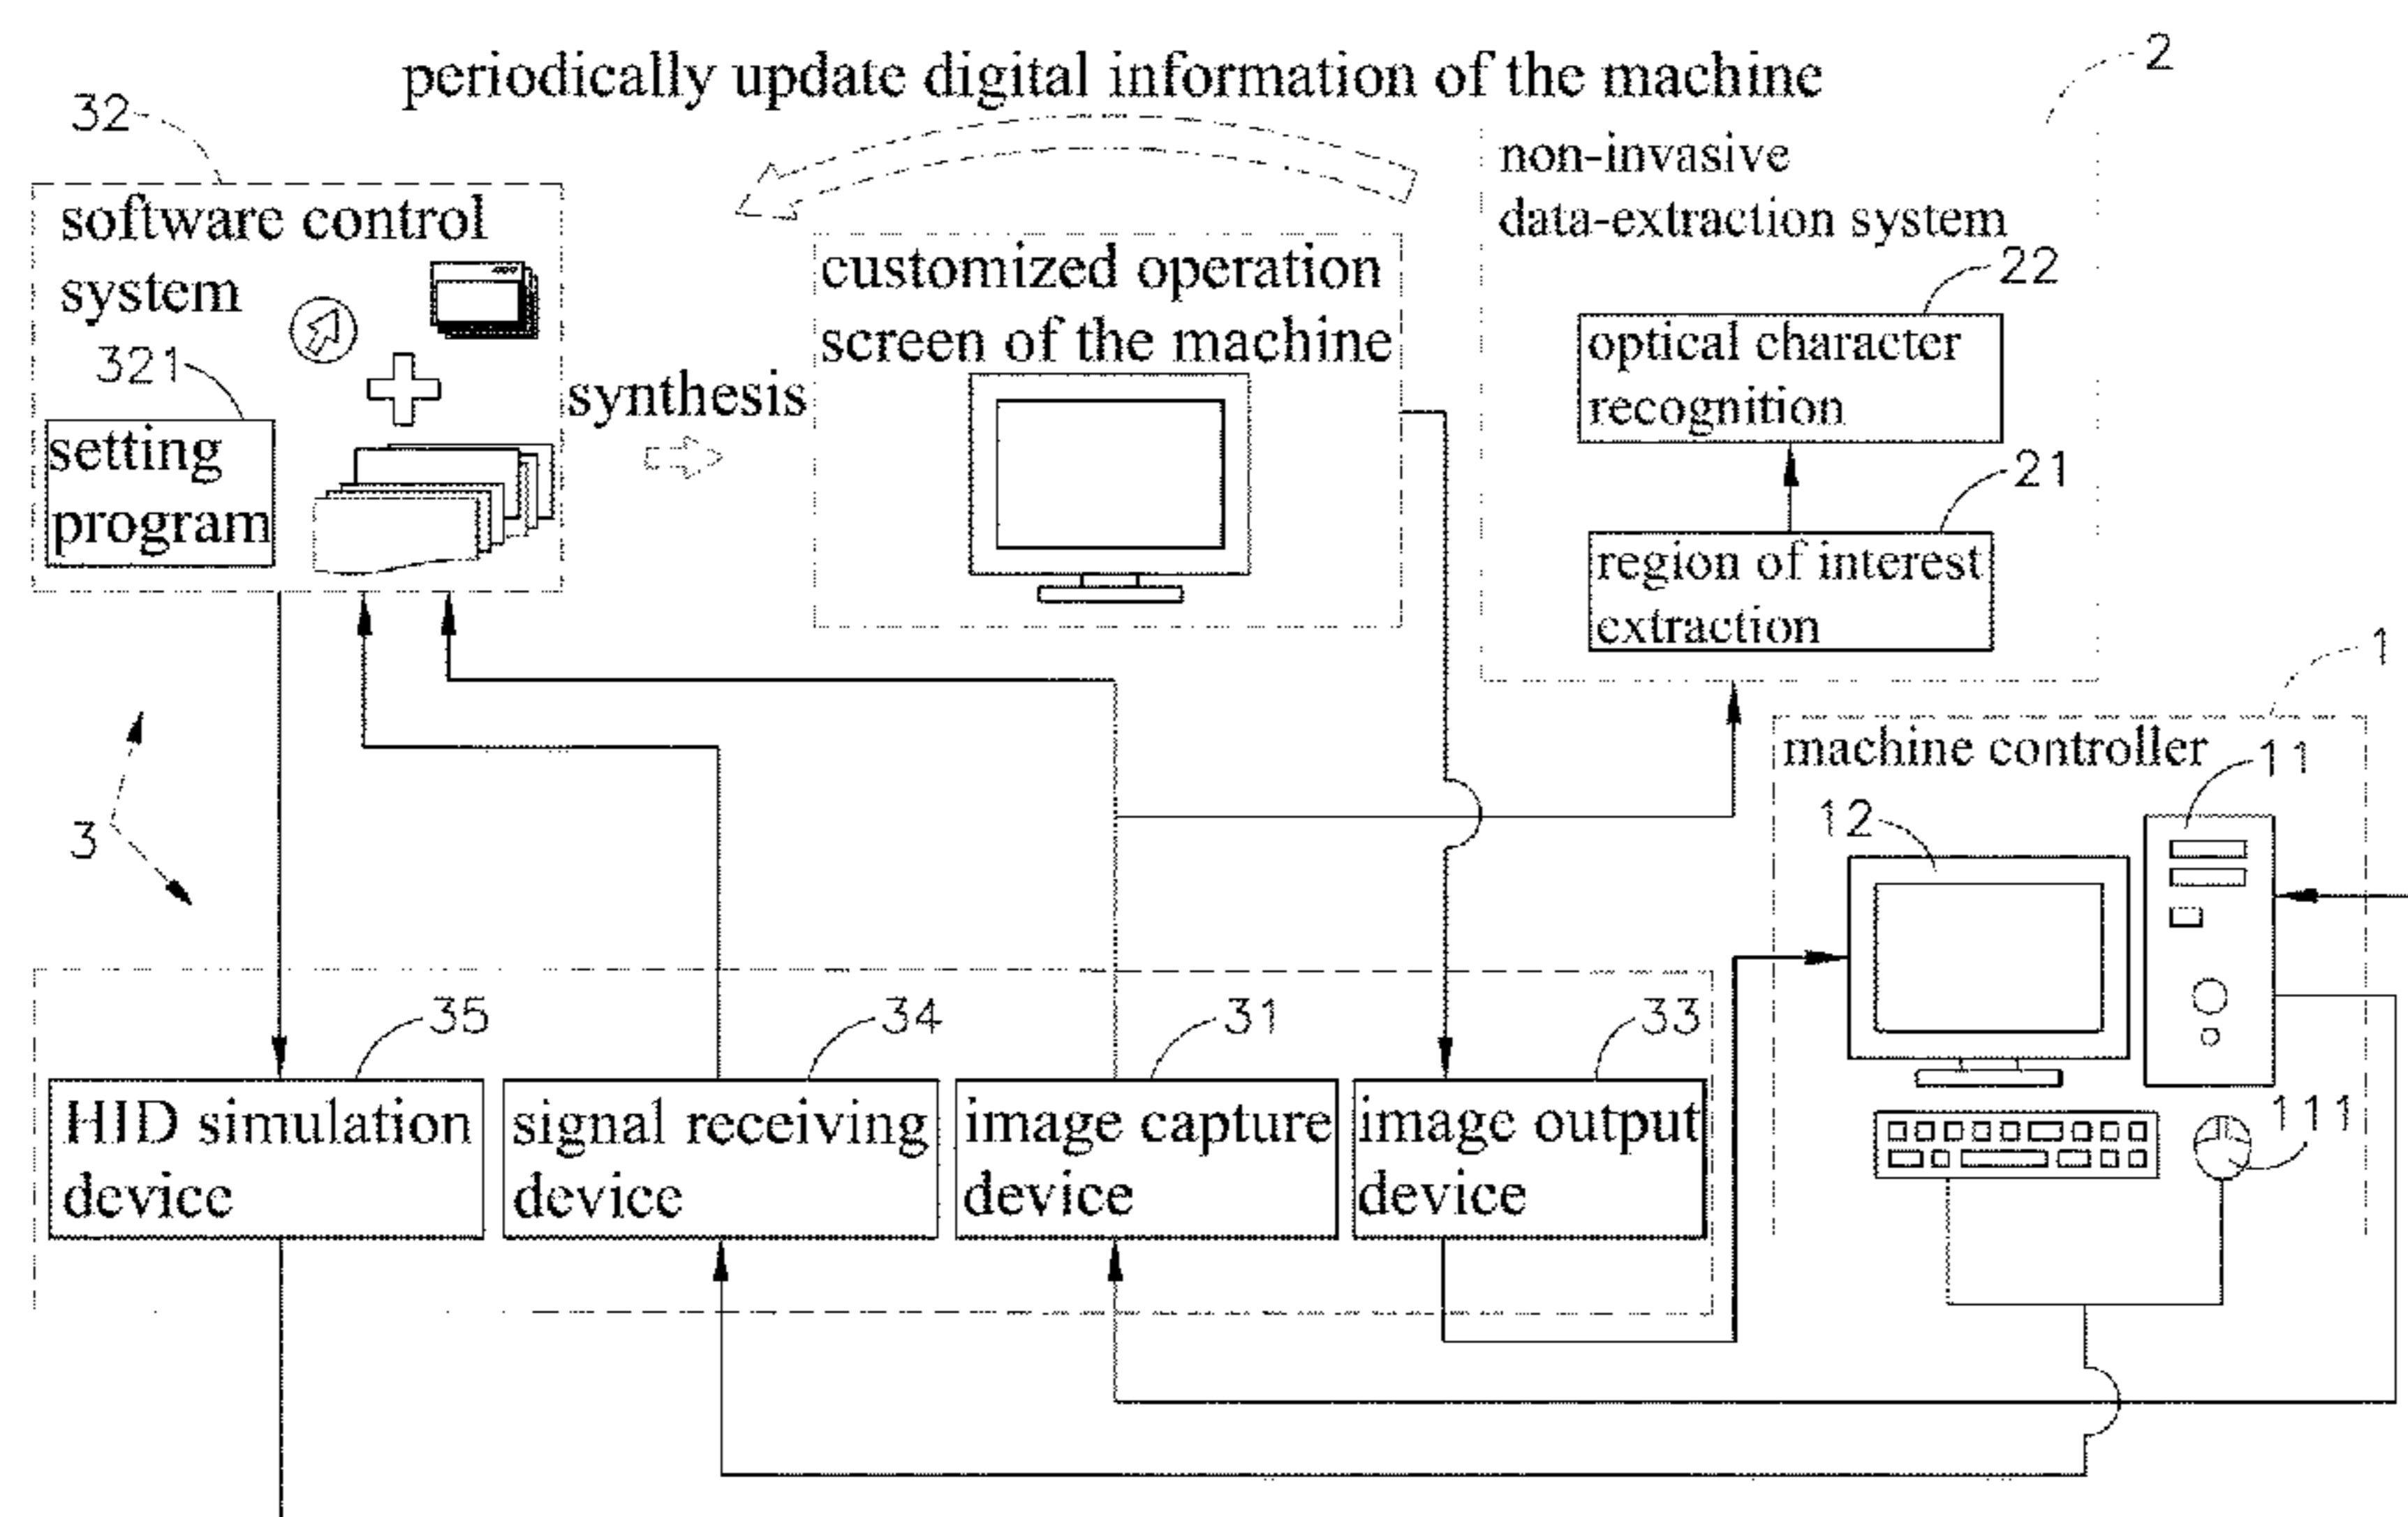 periodically update digital information of the machine
2
32
non-invasive
data-extraction system
software control
system
customized operation
screen of the machine
22
optical character
recognition
321
synthesis
setting
program
21
region of interest
extraction
1
machine controller
11
12
3
35
34
31
33
HID simulation
device
signal receiving
device
image capture
device
image output
device
111